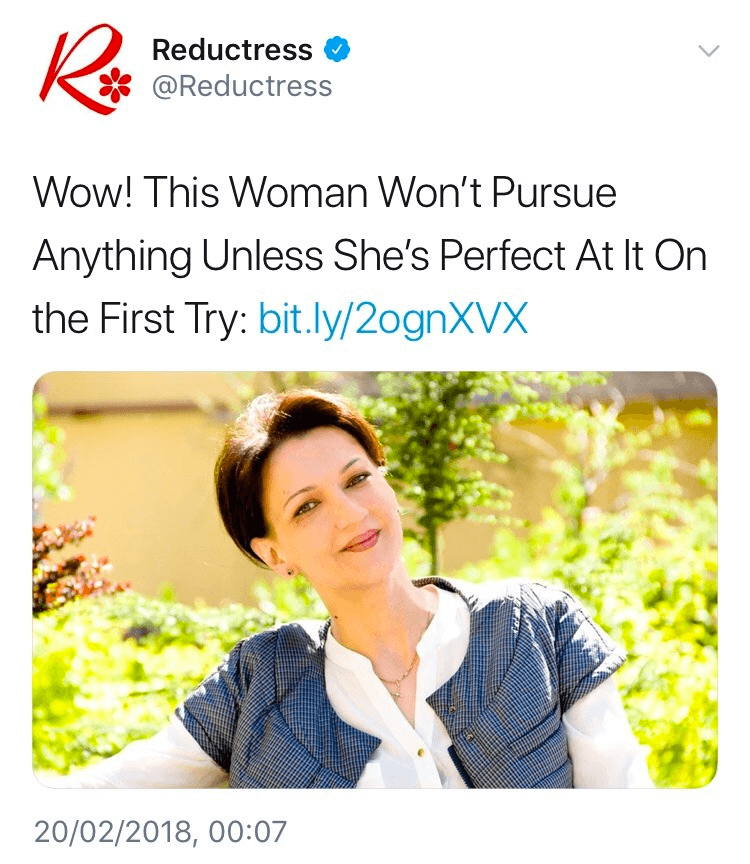 Reductress
@Reductress
Wow! This Woman Won’t Pursue
Anything Unless She’s Perfect At It On
the First Try: bit.ly/2ognXVX
20/02/2018, 00:07